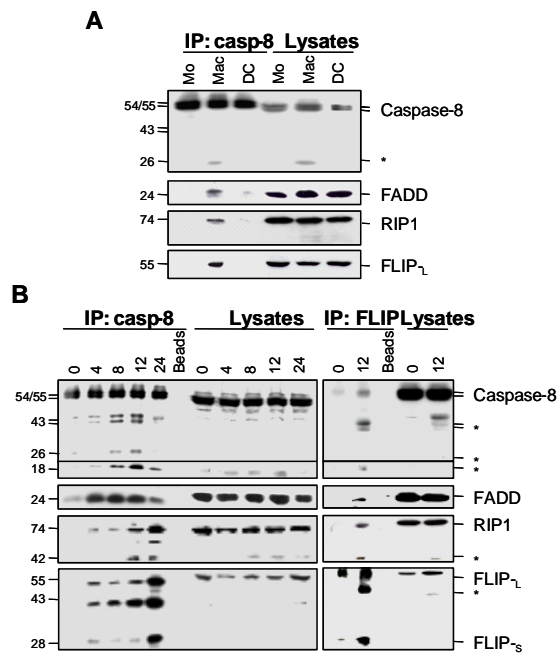 A
IP: casp-8 Lysates
Mo Mac DC Mo Mac DC
54/55 Caspase-8
43
26 *
24 FADD
74 RIP1
55 FLIP-L
B
IP: casp-8 Lysates IP: FLIP Lysates
0 4 8 12 24 Beads 0 4 8 12 24 0 12 Beads 0 12
54/55 Caspase-8
43 *
26 *
18 *
24 FADD
74 RIP1
42 *
55 FLIP-L
43 *
28 FLIP-S